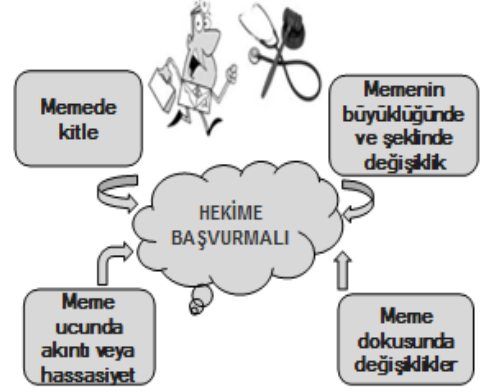 Memede
kitle
Memenin
büyüklüğünde
ve şeklinde
değişiklik
HEKİME
BAŞVURMALI
Meme
ucunda
akıntı veya
hassasiyet
Meme
dokusunda
değişiklikler